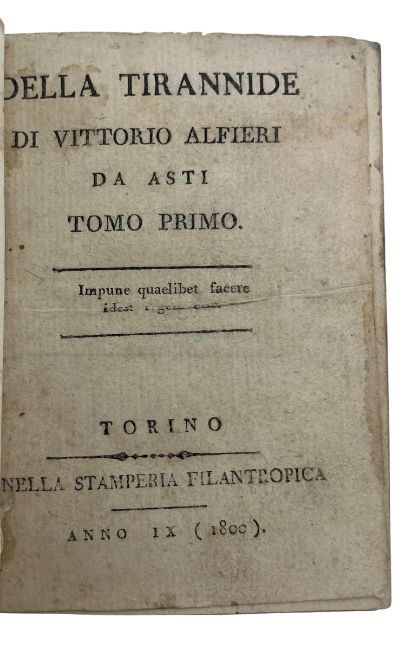 DELLA TIRANNIDE
DI VITTORIO ALFIERI
DA ASTI
TOMO PRIMO.
Impune quaelibet facere
idest
TORINO
NELLA STAMPERIA FILANTROPICA
ANNO IX (1800).